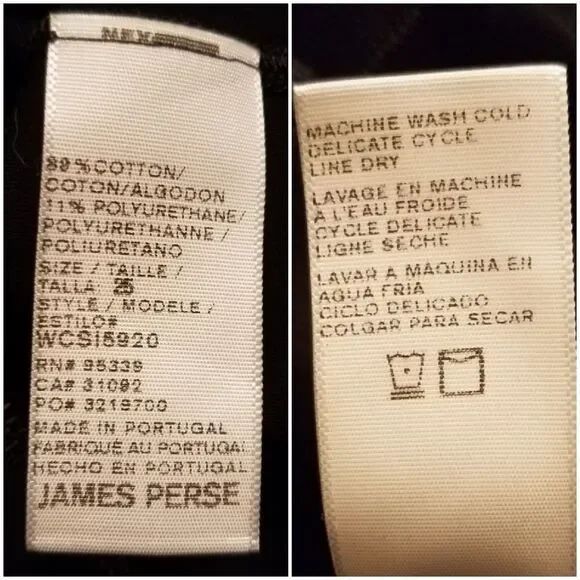 MEX
89%COTTON/
COTON/ALGODON
11% POLYURETHANE/
POLYURETHANNE/
POLIURETANO
SIZE / TAILLE /
TALLA: 25
STYLE / MODELE /
ESTILO#
WCSI5920
RN# 95339
CA# 31092
PO# 3219700
MADE IN PORTUGAL
FABRIQUÉ AU PORTUGAL
HECHO EN PORTUGAL
JAMES PERSE
MACHINE WASH COLD
DELICATE CYCLE
LINE DRY
LAVAGE EN MACHINE
A L'EAU FROIDE
CYCLE DELICATE
LIGNE SECHE
LAVAR A MAQUINA EN
AGUA FRIA
CICLO DELICADO
COLGAR PARA SECAR